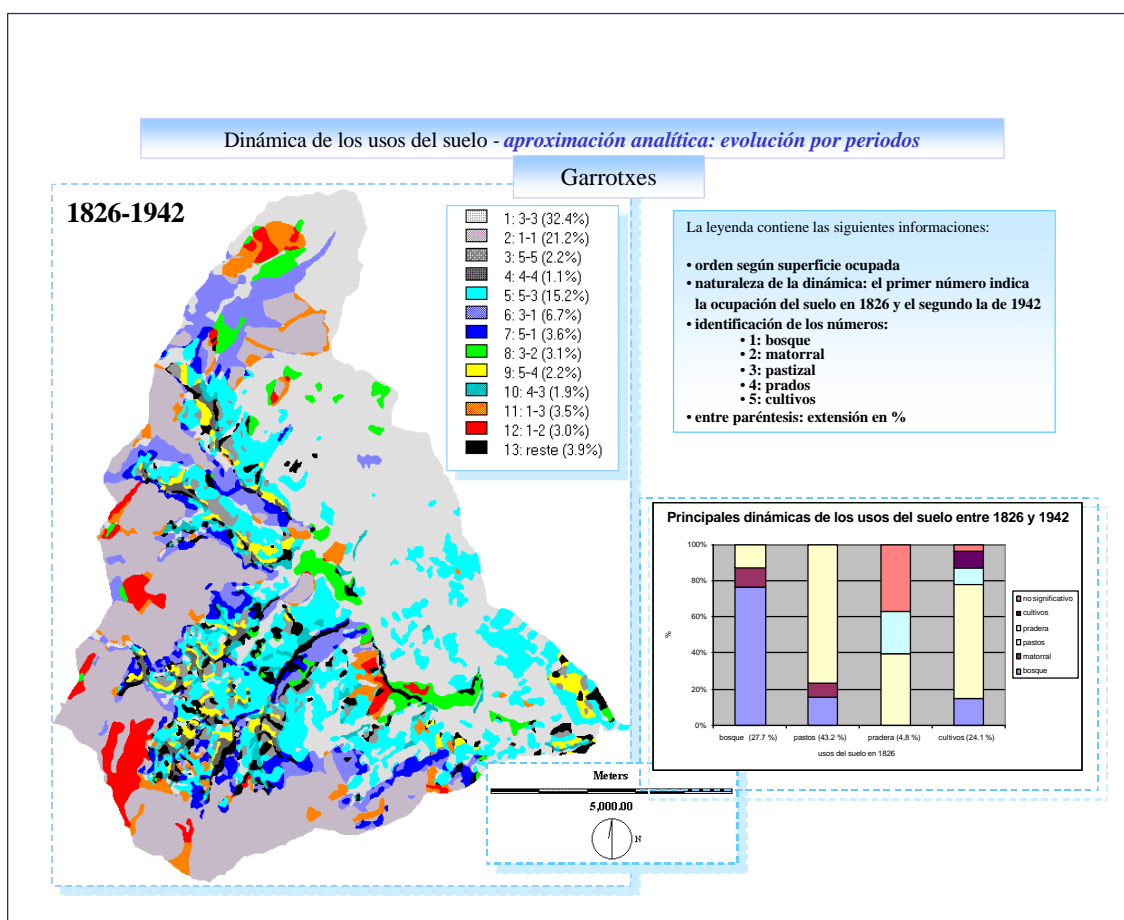 Dinámica de los usos del suelo - aproximación analítica: evolución por periodos
Garrotxes
1826-1942
1: 3-3 (32.4%)
2: 1-1 (21.2%)
3: 5-5 (2.2%)
4: 4-4 (1.1%)
5: 5-3 (15.2%)
6: 3-1 (6.7%)
7: 5-1 (3.6%)
8: 3-2 (3.1%)
9: 5-4 (2.2%)
10: 4-3 (1.9%)
11: 1-3 (3.5%)
12: 1-2 (3.0%)
13: reste (3.9%)
La leyenda contiene las siguientes informaciones:
• orden según superficie ocupada
• naturaleza de la dinámica: el primer número indica
la ocupación del suelo en 1826 y el segundo la de 1942
• identificación de los números:
• 1: bosque
• 2: matorral
• 3: pastizal
• 4: prados
• 5: cultivos
• entre paréntesis: extensión en %
Principales dinámicas de los usos del suelo entre 1826 y 1942
100%
80%
60%
40%
20%
0%
%
bosque (27.7 %)
pastos (43.2 %)
pradera (4,8 %)
cultivos (24.1 %)
usos del suelo en 1826
no significativo
cultivos
pradera
pastos
matorral
bosque
Meters
5,000.00
N